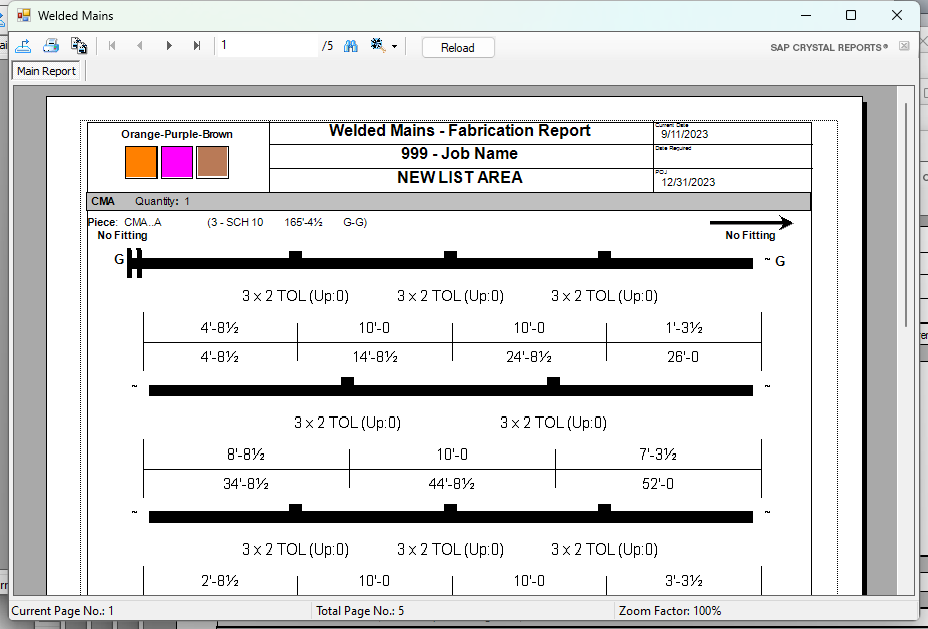 Welded Mains
1 /5 Reload SAP CRYSTAL REPORTS®
Main Report
Orange-Purple-Brown
Welded Mains - Fabrication Report
999 - Job Name
NEW LIST AREA
Current Date
9/11/2023
Date Required
12/31/2023
CMA Quantity: 1
Piece: CMA..A (3 - SCH 10 165'-4½ G-G)
No Fitting No Fitting
G ~ G
3 x 2 TOL (Up:0) 3 x 2 TOL (Up:0) 3 x 2 TOL (Up:0)
4'-8½ 10'-0 10'-0 1'-3½
4'-8½ 14'-8½ 24'-8½ 26'-0
~ ~
3 x 2 TOL (Up:0) 3 x 2 TOL (Up:0)
8'-8½ 10'-0 7'-3½
34'-8½ 44'-8½ 52'-0
~ ~
3 x 2 TOL (Up:0) 3 x 2 TOL (Up:0) 3 x 2 TOL (Up:0)
2'-8½ 10'-0 10'-0 3'-3½
Current Page No.: 1 Total Page No.: 5 Zoom Factor: 100%